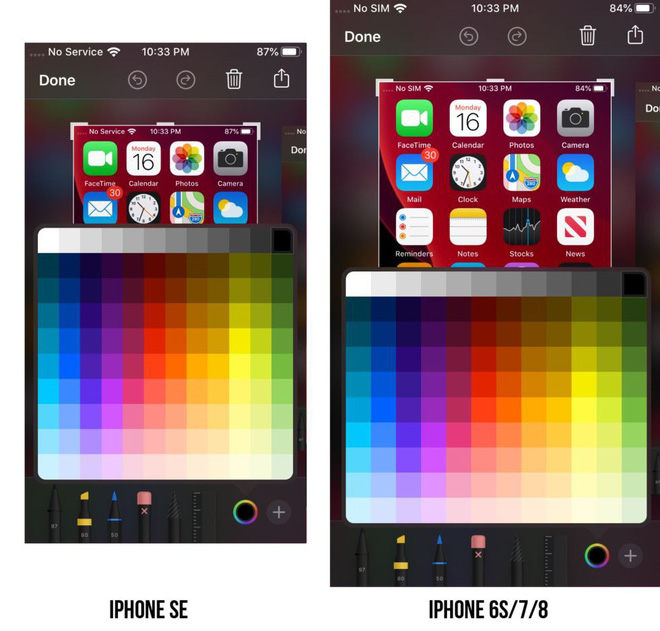 No Service 10:33 PM 87%
Done
No Service 10:33 PM 87%
Monday
16
FaceTime Calendar Photos Camera
30
97 80 50
IPHONE SE
No SIM 10:33 PM 84%
Done
No SIM 10:33 PM 84%
Monday
16
FaceTime Calendar Photos Camera
30
Mail Clock Maps Weather
Reminders Notes Stocks News
97 80 50
IPHONE 6S/7/8